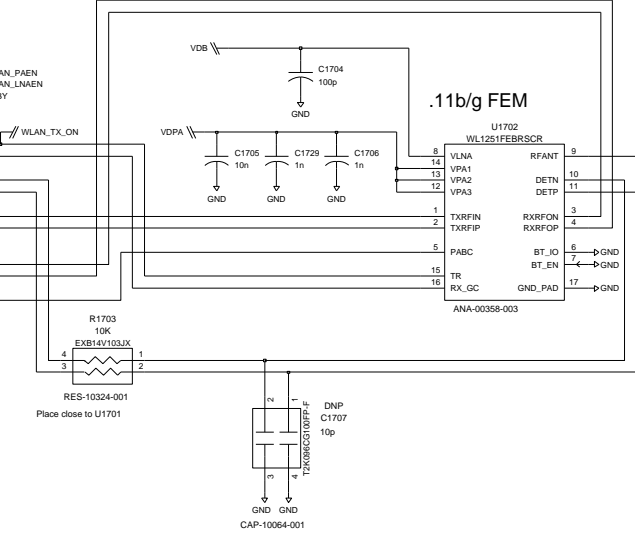 VDB
C1704
100p
GND
AN_PAEN
AN_LNAEN
BY
WLAN_TX_ON
VDPA
C1705
10n
C1729
1n
C1706
1n
GND
GND
GND
.11b/g FEM
U1702
WL1251FEBRSCR
8 VLNA
14 VPA1
13 VPA2
12 VPA3
1 TXRFIN
2 TXRFIP
5 PABC
15 TR
16 RX_GC
RFANT 9
DETN 10
DETP 11
RXRFON 3
RXRFOP 4
BT_IO 6 GND
BT_EN 7 GND
GND_PAD 17 GND
ANA-00358-003
R1703
10K
EXB14V103JX
4 1
3 2
RES-10324-001
Place close to U1701
2 1
DNP
C1707
10p
T2K096CG100FP-F
3 4
GND GND
CAP-10064-001